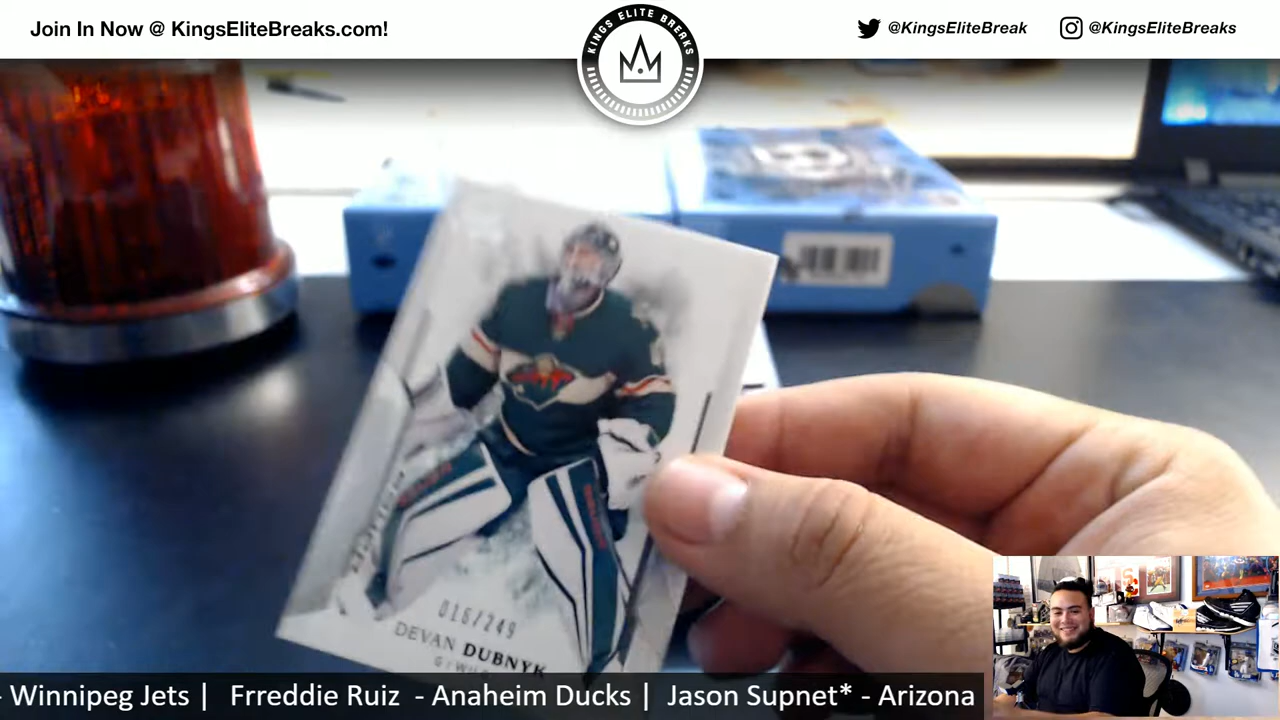 Join In Now @ KingsEliteBreaks.com!
KINGS ELITE BREAKS
@KingsEliteBreak
@KingsEliteBreaks
016/249
DEVAN DUBNYK
- Winnipeg Jets | Frreddie Ruiz - Anaheim Ducks | Jason Supnet* - Arizona